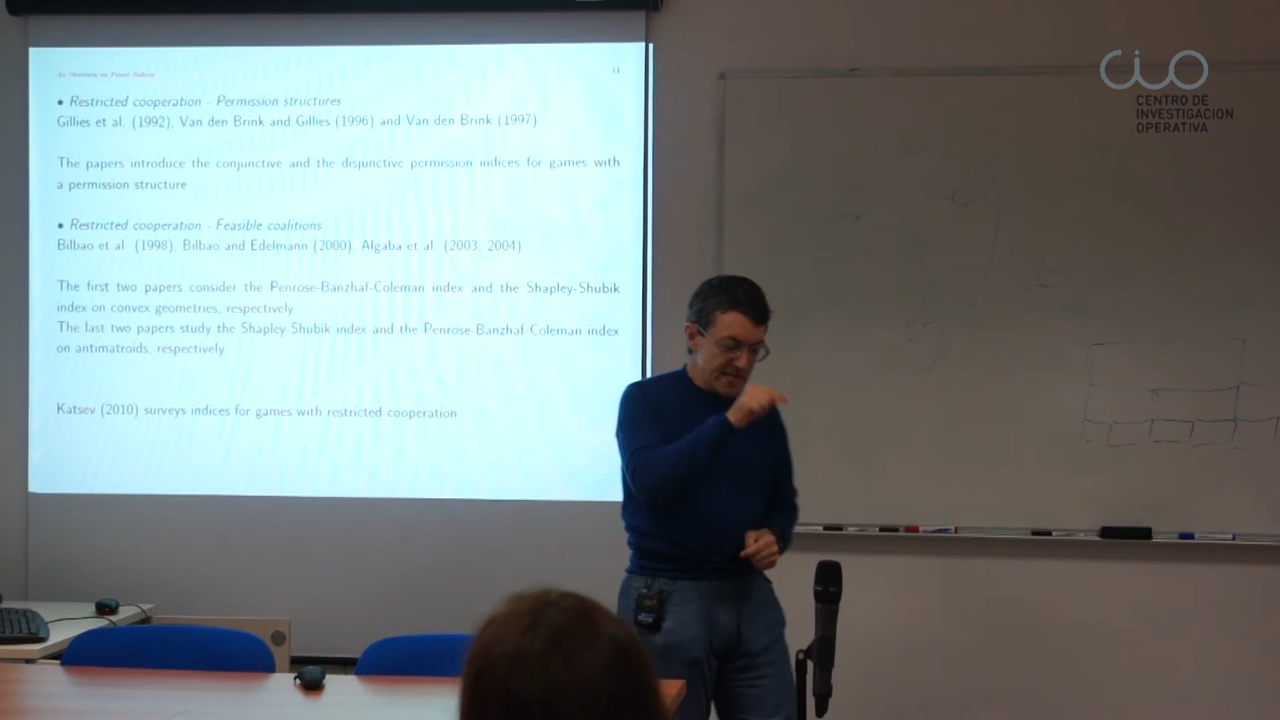 An Overview on Power Indices
11
• Restricted cooperation - Permission structures
Gillies et al. (1992), Van den Brink and Gillies (1996) and Van den Brink (1997)
The papers introduce the conjunctive and the disjunctive permission indices for games with
a permission structure
• Restricted cooperation - Feasible coalitions
Bilbao et al. (1998), Bilbao and Edelmann (2000), Algaba et al. (2003, 2004)
The first two papers consider the Penrose-Banzhaf-Coleman index and the Shapley-Shubik
index on convex geometries, respectively
The last two papers study the Shapley-Shubik index and the Penrose-Banzhaf-Coleman index
on antimatroids, respectively
Katsev (2010) surveys indices for games with restricted cooperation
CIO
CENTRO DE
INVESTIGACION
OPERATIVA